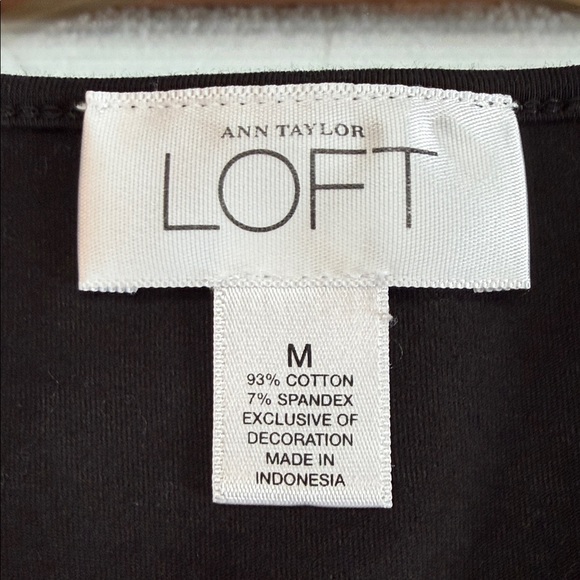 ANN TAYLOR
LOFT
M
93% COTTON
7% SPANDEX
EXCLUSIVE OF
DECORATION
MADE IN
INDONESIA